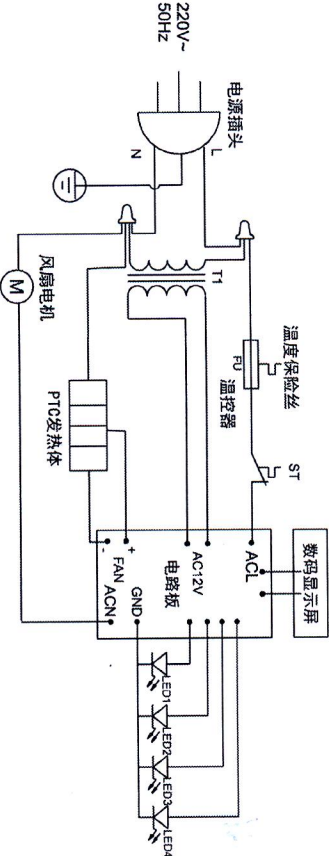 220V~
50Hz
电源插头
L
N
T1
温度保险丝
FU
温控器
ST
风扇电机
M
PTC发热体
数码显示屏
ACL
AC12V
电路板
+
-
FAN
GND
ACN
LED1
LED2
LED3
LED4